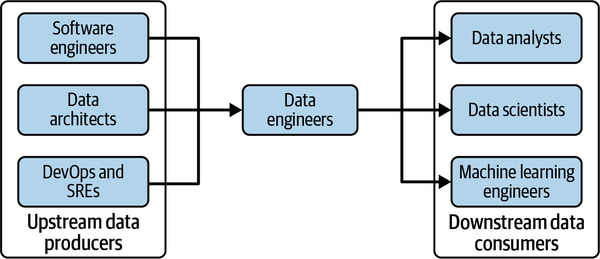 Software
engineers
Data
architects
DevOps and
SREs
Upstream data
producers
Data
engineers
Data analysts
Data scientists
Machine learning
engineers
Downstream data
consumers